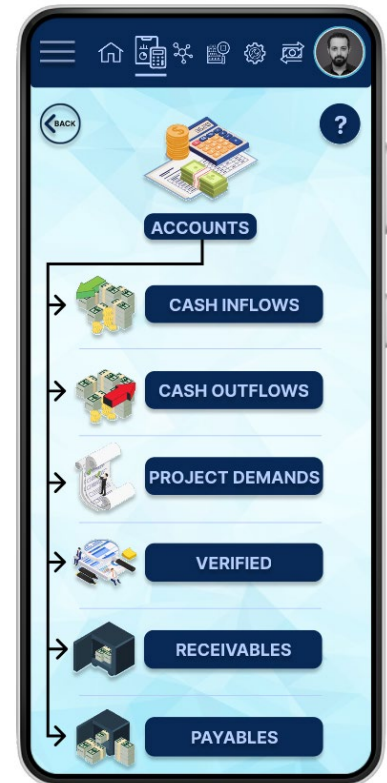 BACK
?
ACCOUNTS
CASH INFLOWS
CASH OUTFLOWS
PROJECT DEMANDS
VERIFIED
RECEIVABLES
PAYABLES